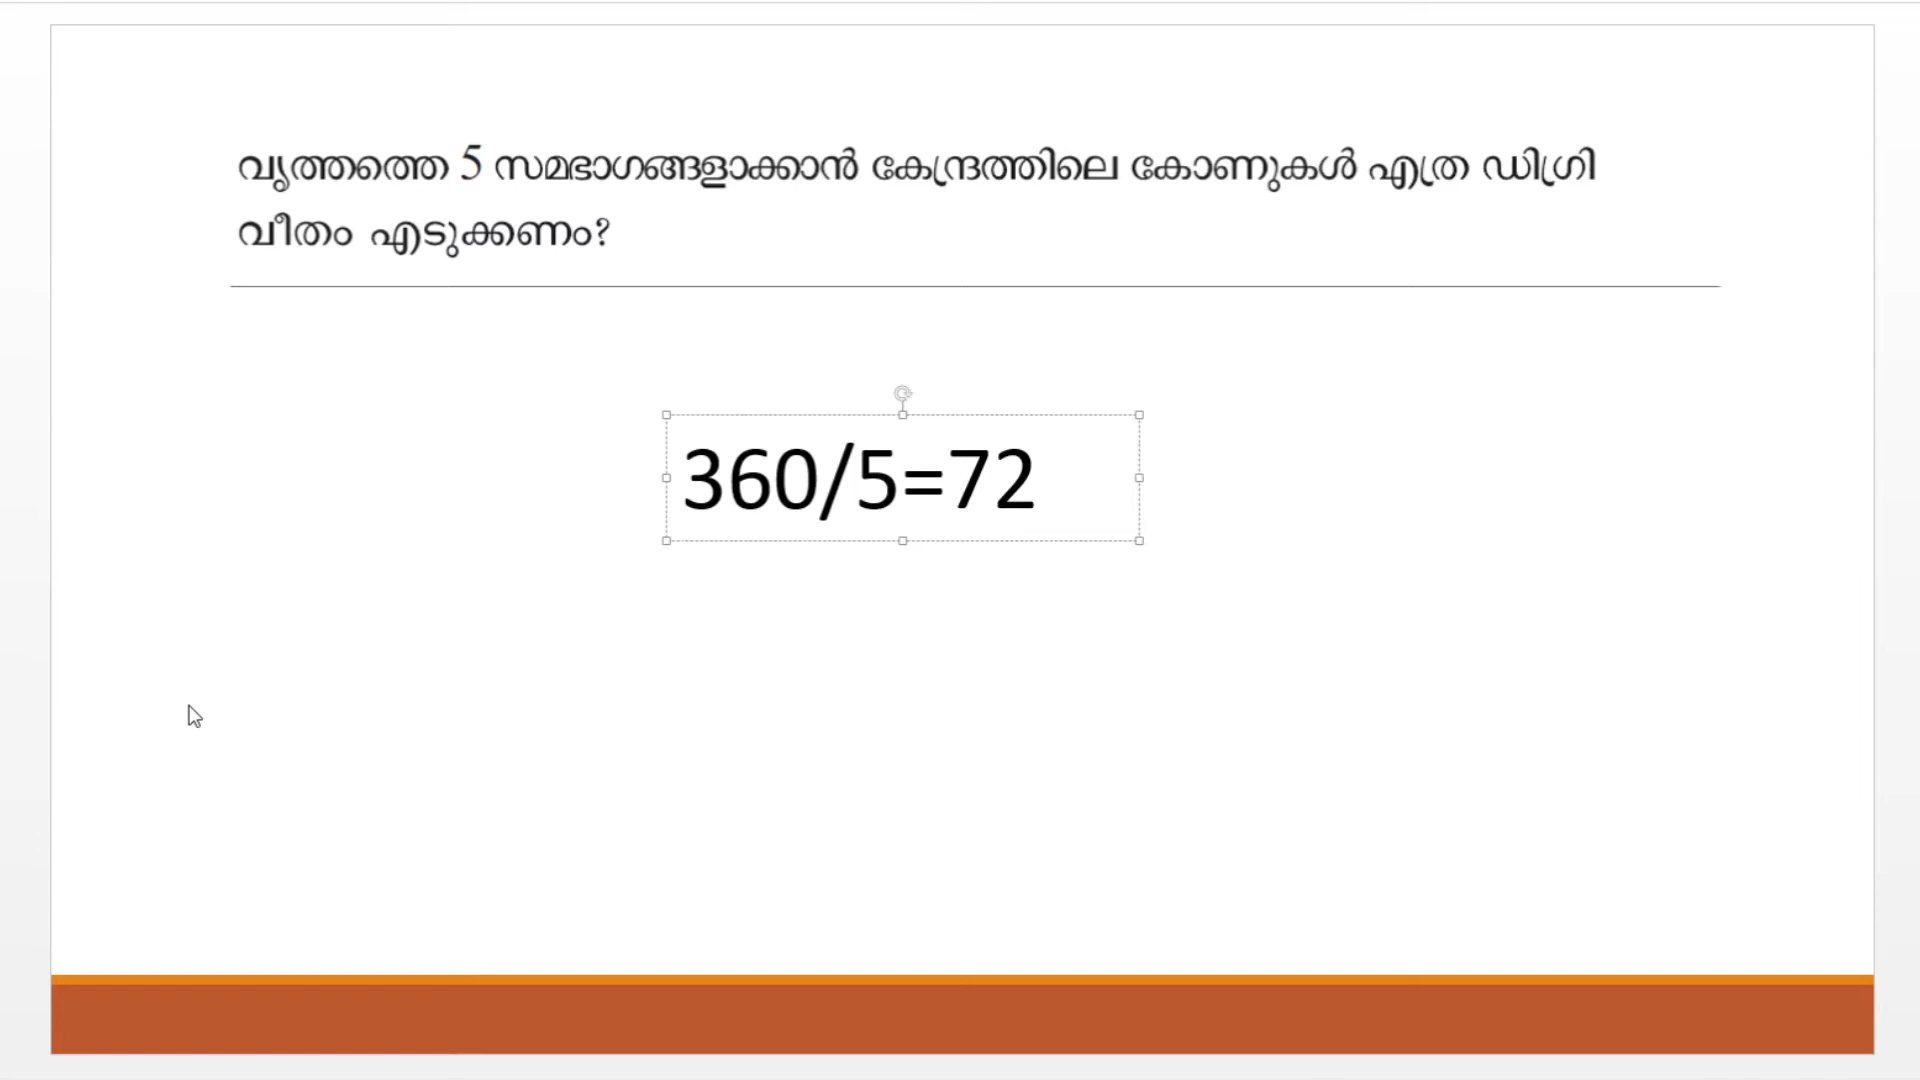 വൃത്തത്തെ 5 സമഭാഗങ്ങളാക്കാൻ കേന്ദ്രത്തിലെ കോണുകൾ എത്ര ഡിഗ്രി
വീതം എടുക്കണം?
360/5=72